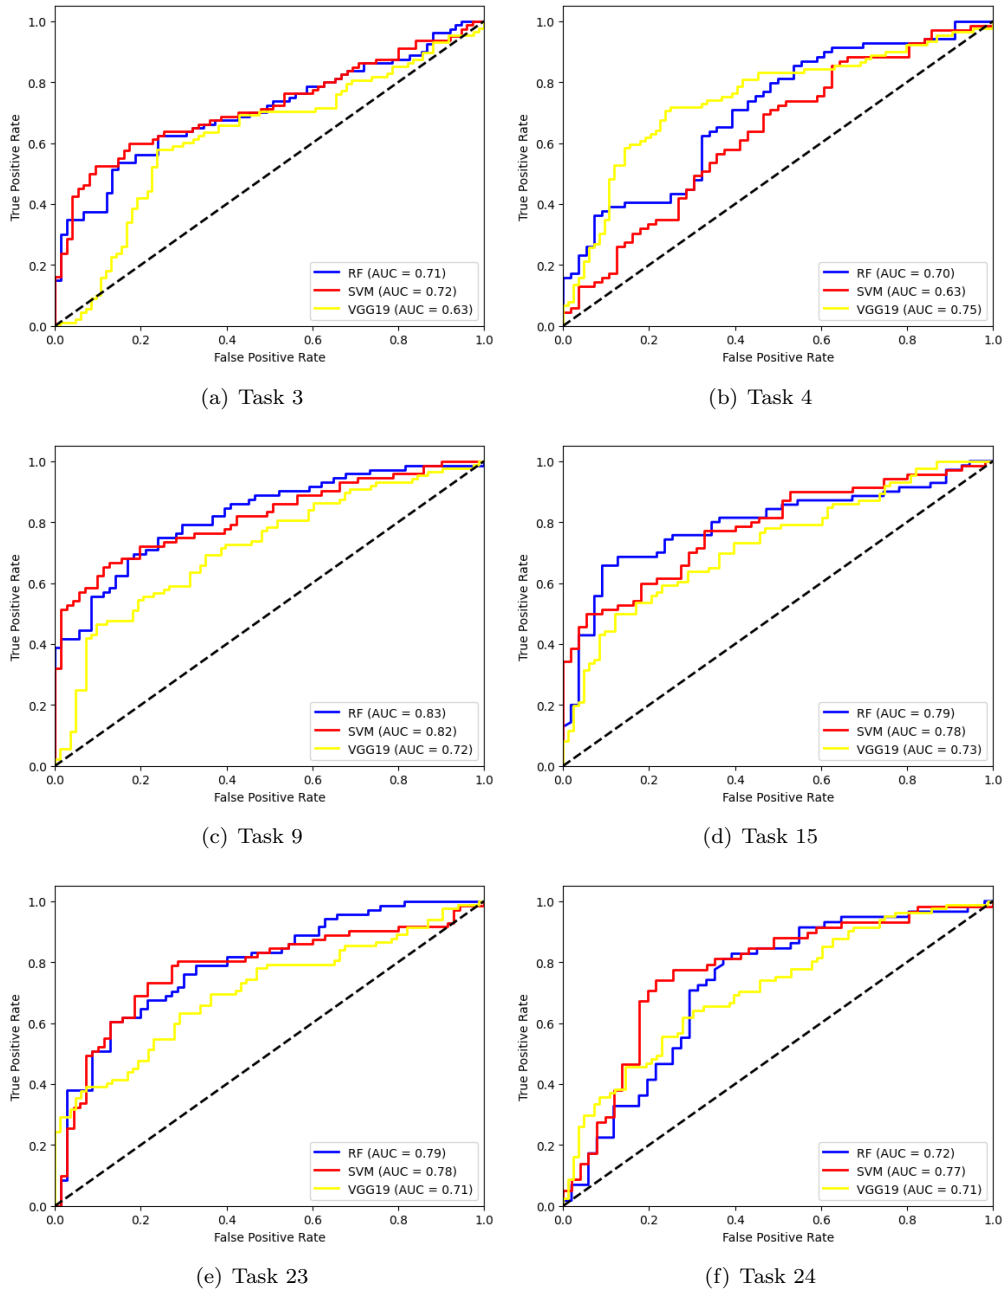 1.0
0.8
0.6
0.4
0.2
0.0
True Positive Rate
RF (AUC = 0.71)
SVM (AUC = 0.72)
VGG19 (AUC = 0.63)
0.0 0.2 0.4 0.6 0.8 1.0
False Positive Rate
(a) Task 3
1.0
0.8
0.6
0.4
0.2
0.0
True Positive Rate
RF (AUC = 0.70)
SVM (AUC = 0.63)
VGG19 (AUC = 0.75)
0.0 0.2 0.4 0.6 0.8 1.0
False Positive Rate
(b) Task 4
1.0
0.8
0.6
0.4
0.2
0.0
True Positive Rate
RF (AUC = 0.83)
SVM (AUC = 0.82)
VGG19 (AUC = 0.72)
0.0 0.2 0.4 0.6 0.8 1.0
False Positive Rate
(c) Task 9
1.0
0.8
0.6
0.4
0.2
0.0
True Positive Rate
RF (AUC = 0.79)
SVM (AUC = 0.78)
VGG19 (AUC = 0.73)
0.0 0.2 0.4 0.6 0.8 1.0
False Positive Rate
(d) Task 15
1.0
0.8
0.6
0.4
0.2
0.0
True Positive Rate
RF (AUC = 0.79)
SVM (AUC = 0.78)
VGG19 (AUC = 0.71)
0.0 0.2 0.4 0.6 0.8 1.0
False Positive Rate
(e) Task 23
1.0
0.8
0.6
0.4
0.2
0.0
True Positive Rate
RF (AUC = 0.72)
SVM (AUC = 0.77)
VGG19 (AUC = 0.71)
0.0 0.2 0.4 0.6 0.8 1.0
False Positive Rate
(f) Task 24